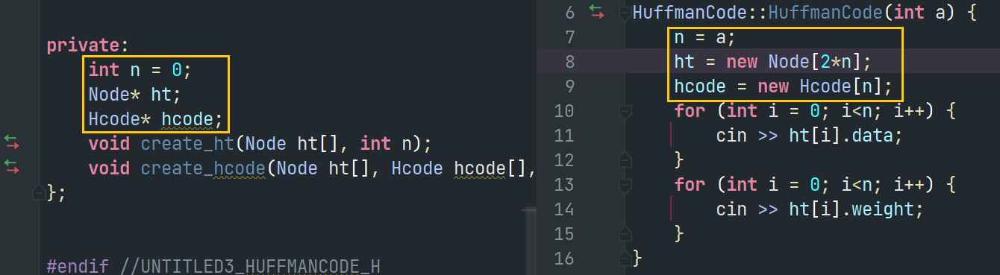 private:
int n = 0;
Node* ht;
Hcode* hcode;
void create_ht(Node ht[], int n);
void create_hcode(Node ht[], Hcode hcode[],
};
#endif //UNTITLED3_HUFFMANCODE_H
6 HuffmanCode::HuffmanCode(int a) {
7 n = a;
8 ht = new Node[2*n];
9 hcode = new Hcode[n];
10 for (int i = 0; i<n; i++) {
11 cin >> ht[i].data;
12 }
13 for (int i = 0; i<n; i++) {
14 cin >> ht[i].weight;
15 }
16 }